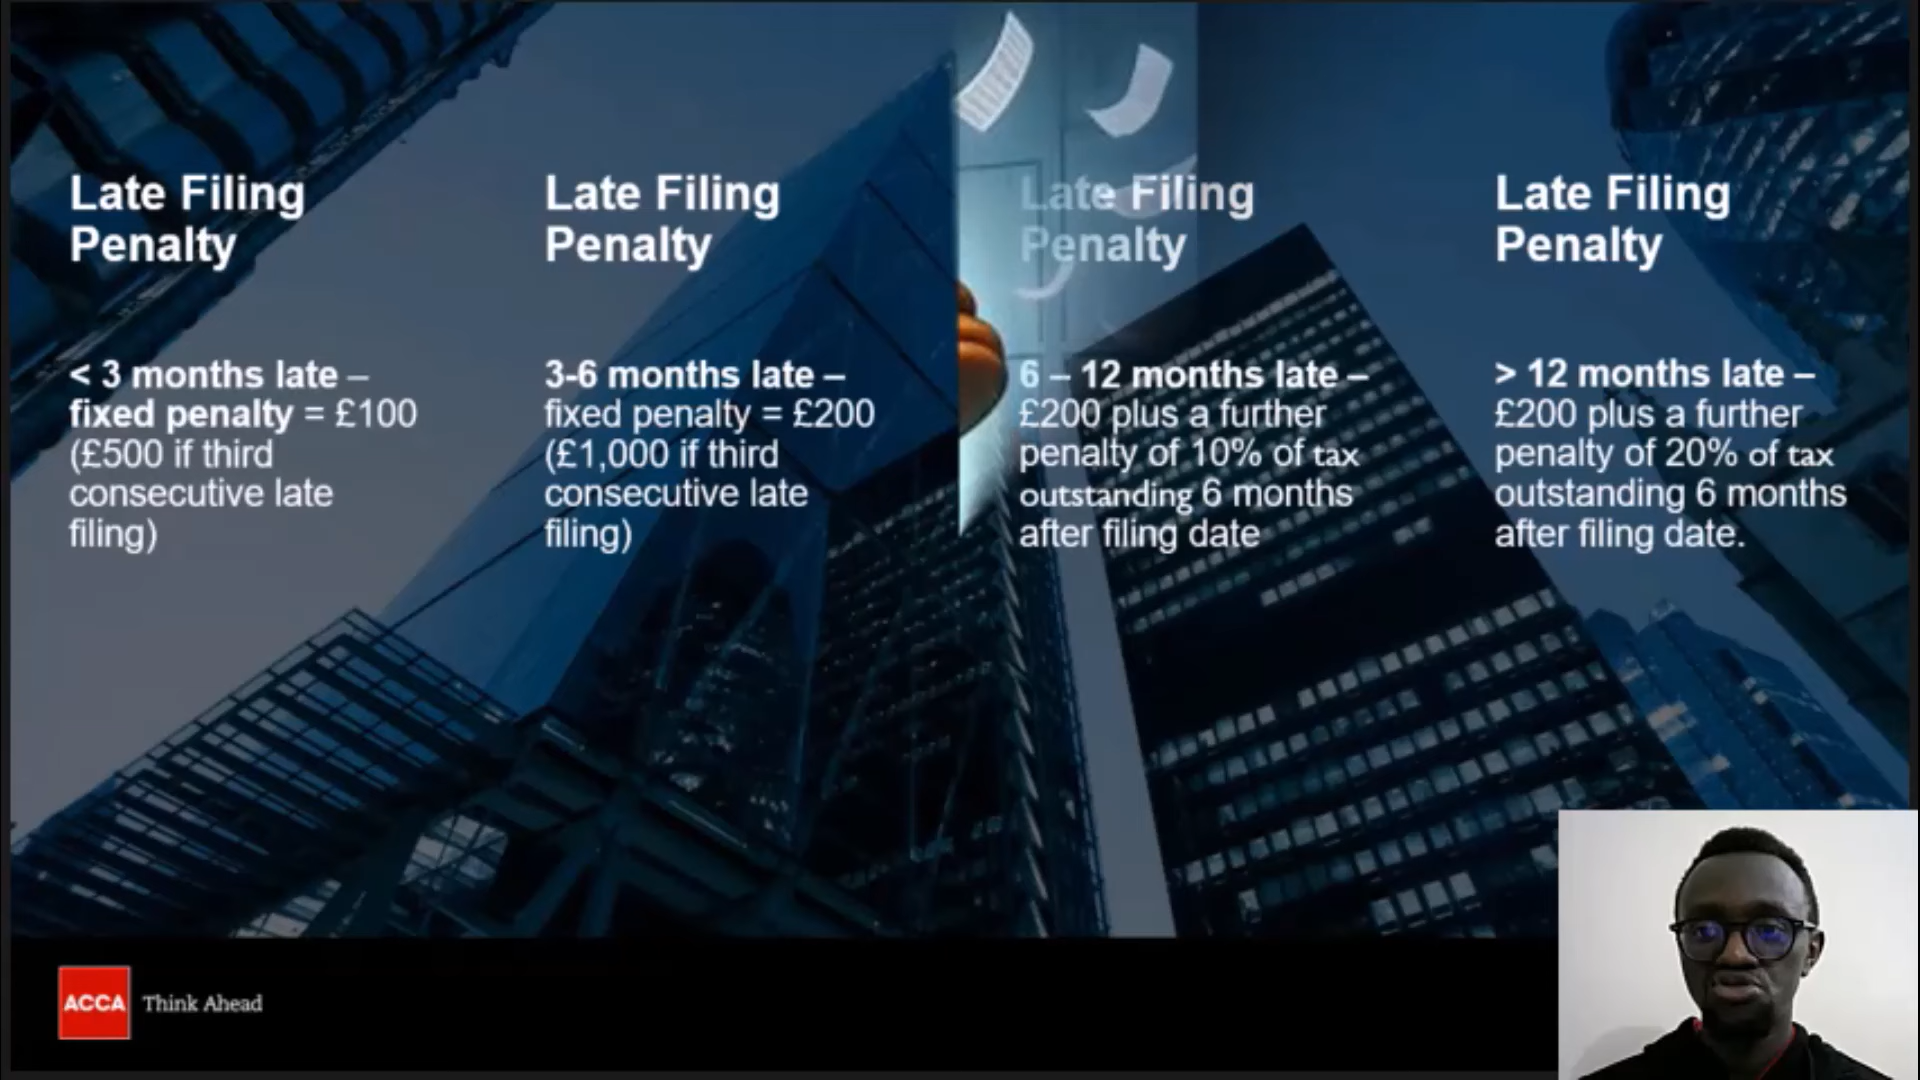 Late Filing
Penalty
< 3 months late –
fixed penalty = £100
(£500 if third
consecutive late
filing)
Late Filing
Penalty
3-6 months late –
fixed penalty = £200
(£1,000 if third
consecutive late
filing)
Late Filing
Penalty
6 – 12 months late –
£200 plus a further
penalty of 10% of tax
outstanding 6 months
after filing date
Late Filing
Penalty
> 12 months late –
£200 plus a further
penalty of 20% of tax
outstanding 6 months
after filing date.
ACCA Think Ahead